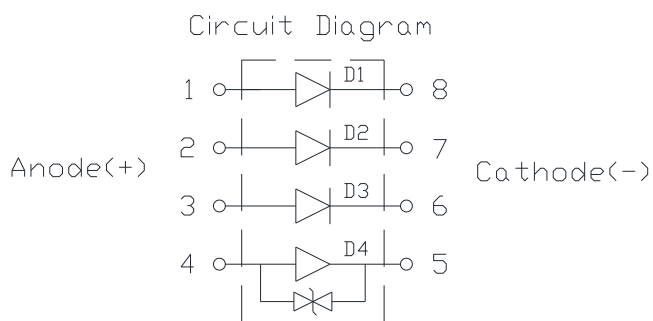 Circuit Diagram
D1
1 8
D2
2 7
Anode(+) Cathode(-)
D3
3 6
D4
4 5